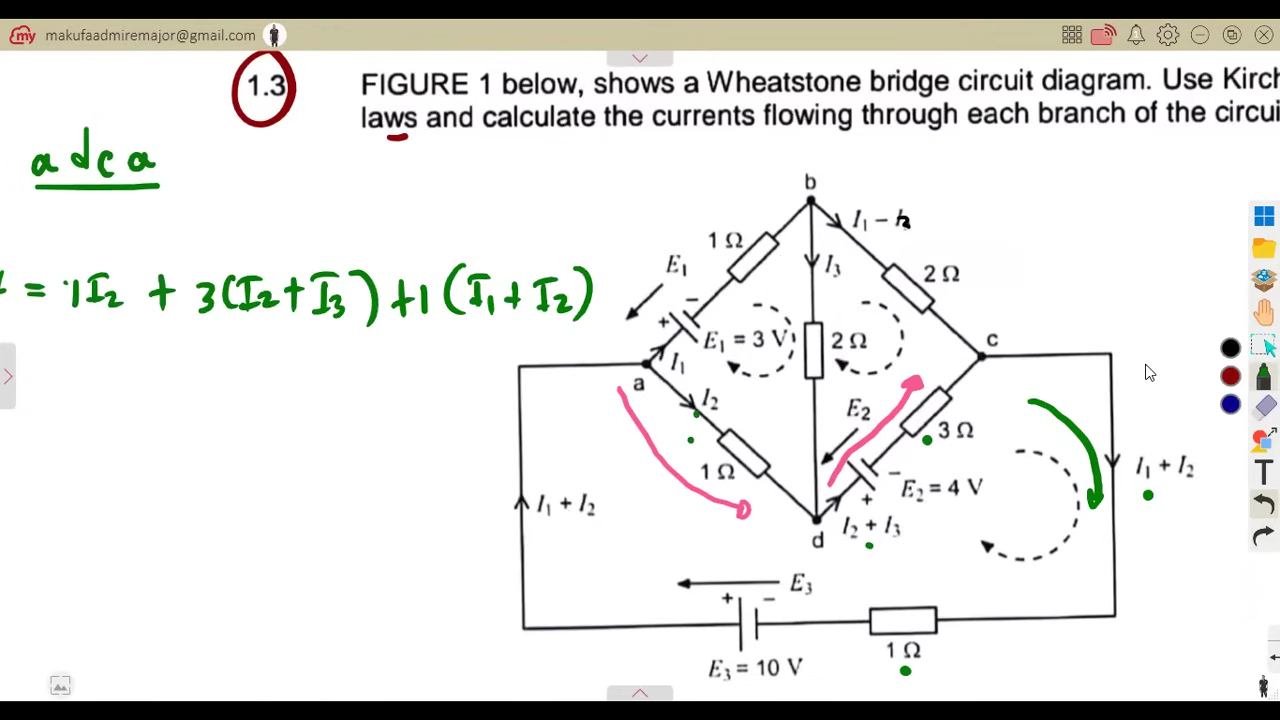 my makufaadmiremajor@gmail.com
1.3 FIGURE 1 below, shows a Wheatstone bridge circuit diagram. Use Kirch
laws and calculate the currents flowing through each branch of the circui
a d c a
= 1I₂ + 3(I₂+I₃) + 1(I₁+I₂)
b
I₁ −
1 Ω
E₁
I₃
2 Ω
+ −
E₁ = 3 V
2 Ω
c
I₁
a
I₂
E₂
1 Ω
3 Ω
I₁ + I₂
− E₂ = 4 V
+
I₁ + I₂
I₂ + I₃
d
E₃
+ −
1 Ω
E₃ = 10 V
T